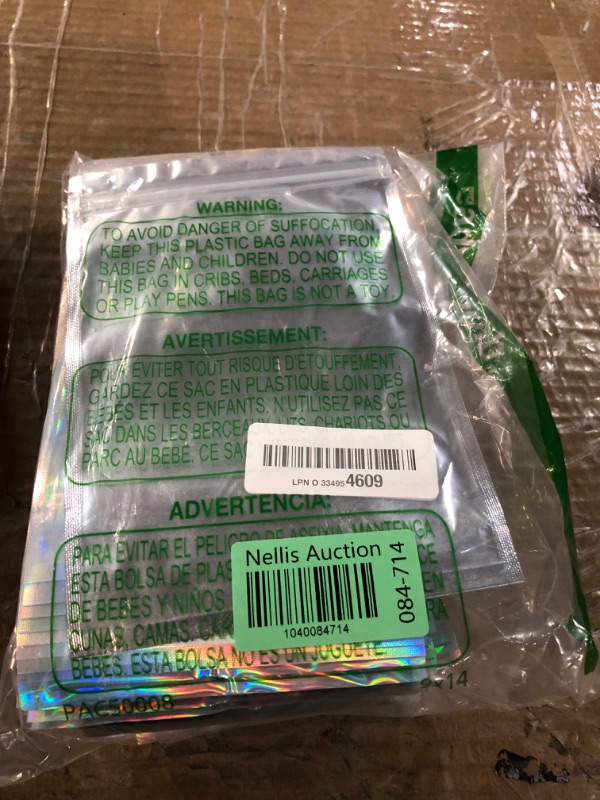 WARNING:
TO AVOID DANGER OF SUFFOCATION,
KEEP THIS PLASTIC BAG AWAY FROM
BABIES AND CHILDREN. DO NOT USE
THIS BAG IN CRIBS, BEDS, CARRIAGES
OR PLAY PENS. THIS BAG IS NOT A TOY.
AVERTISSEMENT:
POUR ÉVITER TOUT RISQUE D'ÉTOUFFEMENT,
GARDEZ CE SAC EN PLASTIQUE LOIN DES
BÉBÉS ET LES ENFANTS. N'UTILISEZ PAS CE
SAC DANS LES BERCEAUX, LITS, CHARIOTS OU
PARC AU BÉBÉ. CE SAC
LPN O 33495 4609
ADVERTENCIA:
PARA EVITAR EL PELIGRO DE ASFIXIA, MANTENGA
ESTA BOLSA DE PLAS
DE BEBES Y NIÑOS.
EN
CUNAS, CAMAS,
BEBES. ESTA BOLSA NO ES UN JUGUETE.
Nellis Auction
1040084714
084-714
PAC50008
9x14